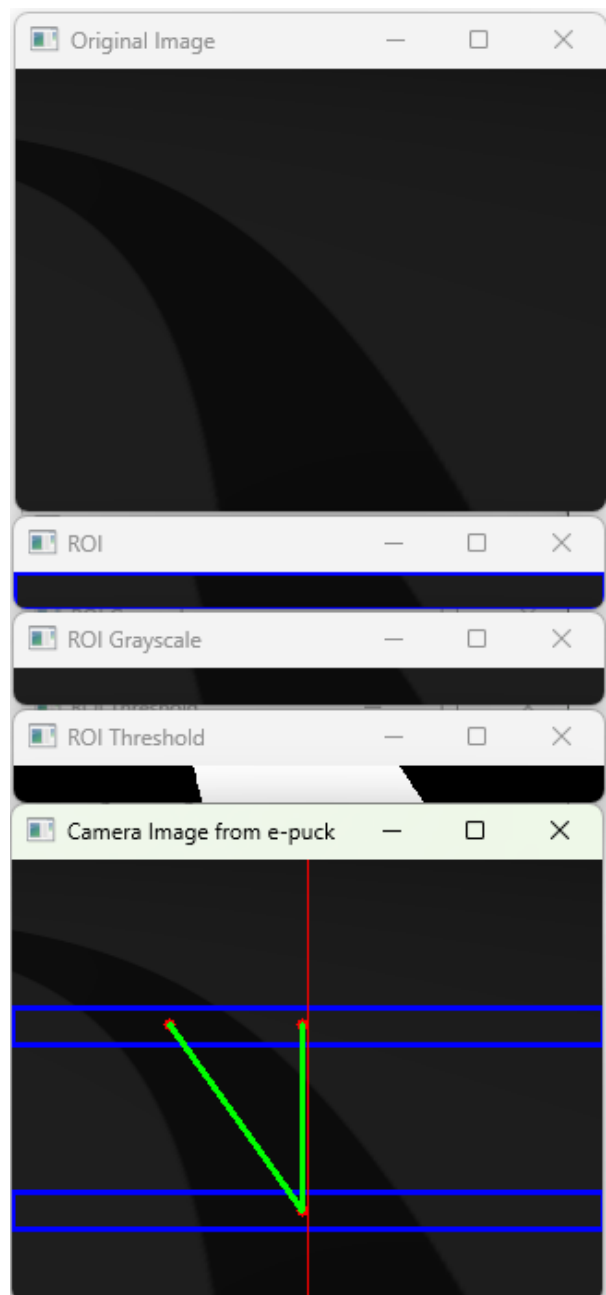 Original Image
ROI
ROI Grayscale
ROI Threshold
Camera Image from e-puck